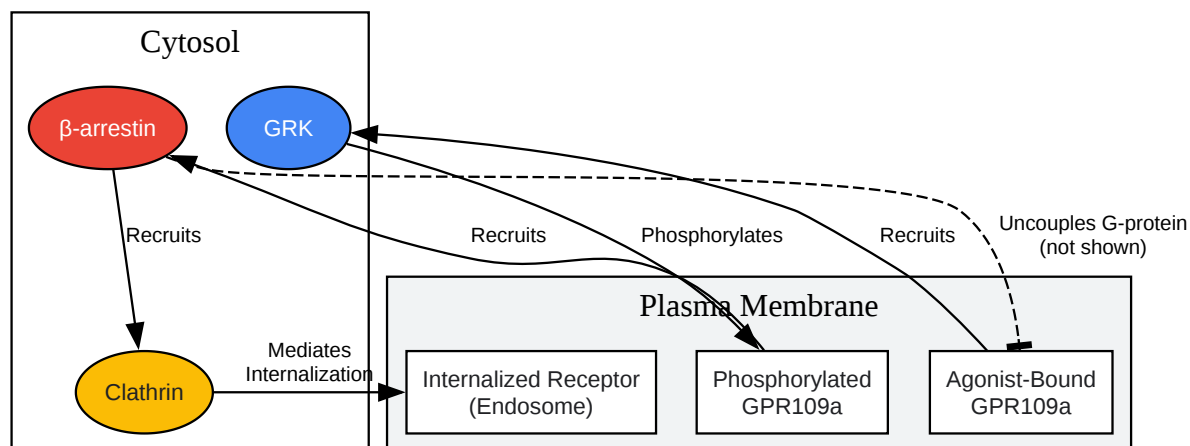 Cytosol
β-arrestin
GRK
Recruits
Recruits
Phosphorylates
Recruits
Uncouples G-protein
(not shown)
Plasma Membrane
Clathrin
Mediates
Internalization
Internalized Receptor
(Endosome)
Phosphorylated
GPR109a
Agonist-Bound
GPR109a